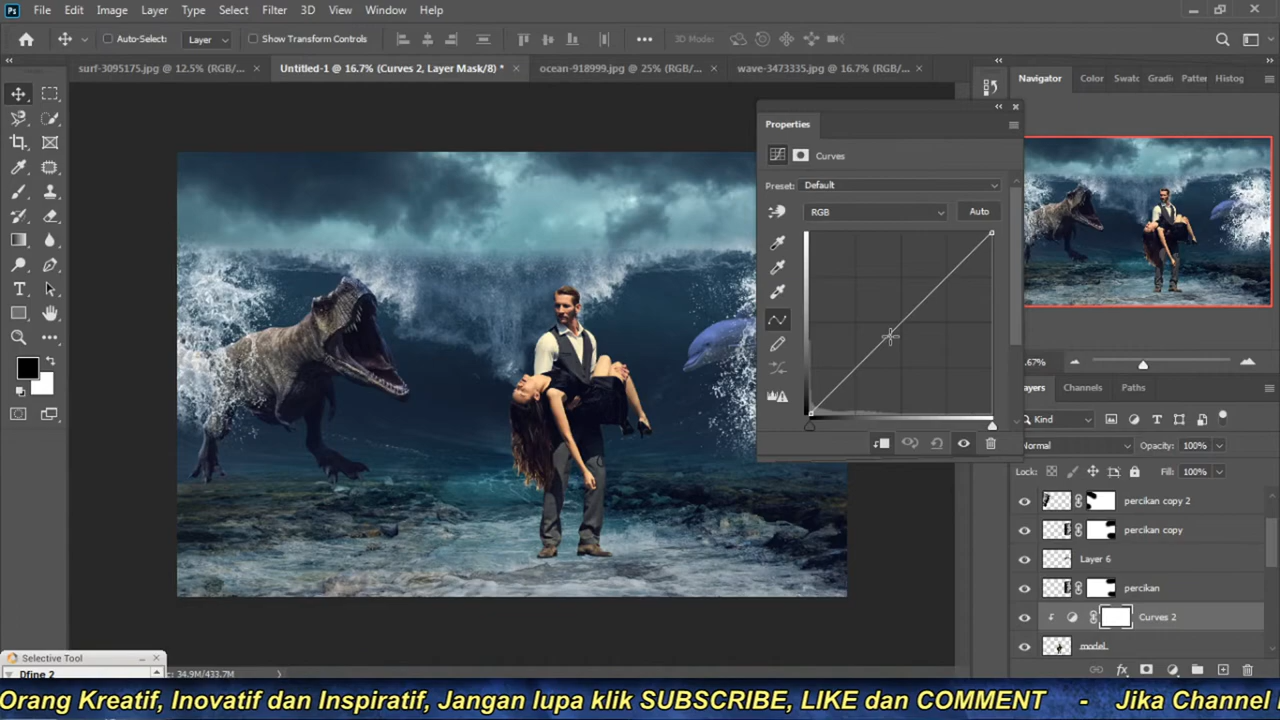 Ps File Edit Image Layer Type Select Filter 3D View Window Help
Auto-Select: Layer Show Transform Controls 3D Mode:
surf-3095175.jpg @ 12.5% (RGB/... × Untitled-1 @ 16.7% (Curves 2, Layer Mask/8) * × ocean-918999.jpg @ 25% (RGB/... × wave-3473335.jpg @ 16.7% (RGB/... ×
Navigator Color Swatc Gradi Patter Histog
Properties
Curves
Preset: Default
RGB Auto
.67%
ayers Channels Paths
Kind
Normal Opacity: 100%
Lock: Fill: 100%
percikan copy 2
percikan copy
Layer 6
percikan
Curves 2
model
Selective Tool
Dfine 2
: 34.9M/433.7M
Orang Kreatif, Inovatif dan Inspiratif, Jangan lupa klik SUBSCRIBE, LIKE dan COMMENT - Jika Channel